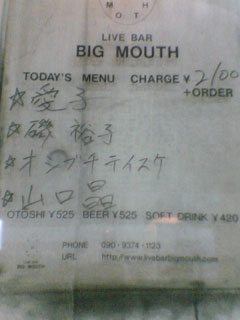 M H
O T
LIVE BAR
BIG MOUTH
TODAY'S MENU CHARGE ¥ 2100
+ORDER
☆愛子
☆磯 裕子
☆オシブチテイスケ
☆山口晶
OTOSHI ¥525 BEER ¥525 SOFT DRINK ¥420
PHONE 090-9374-1123
URL http://www.livebarbigmouth.com
BIG MOUTH